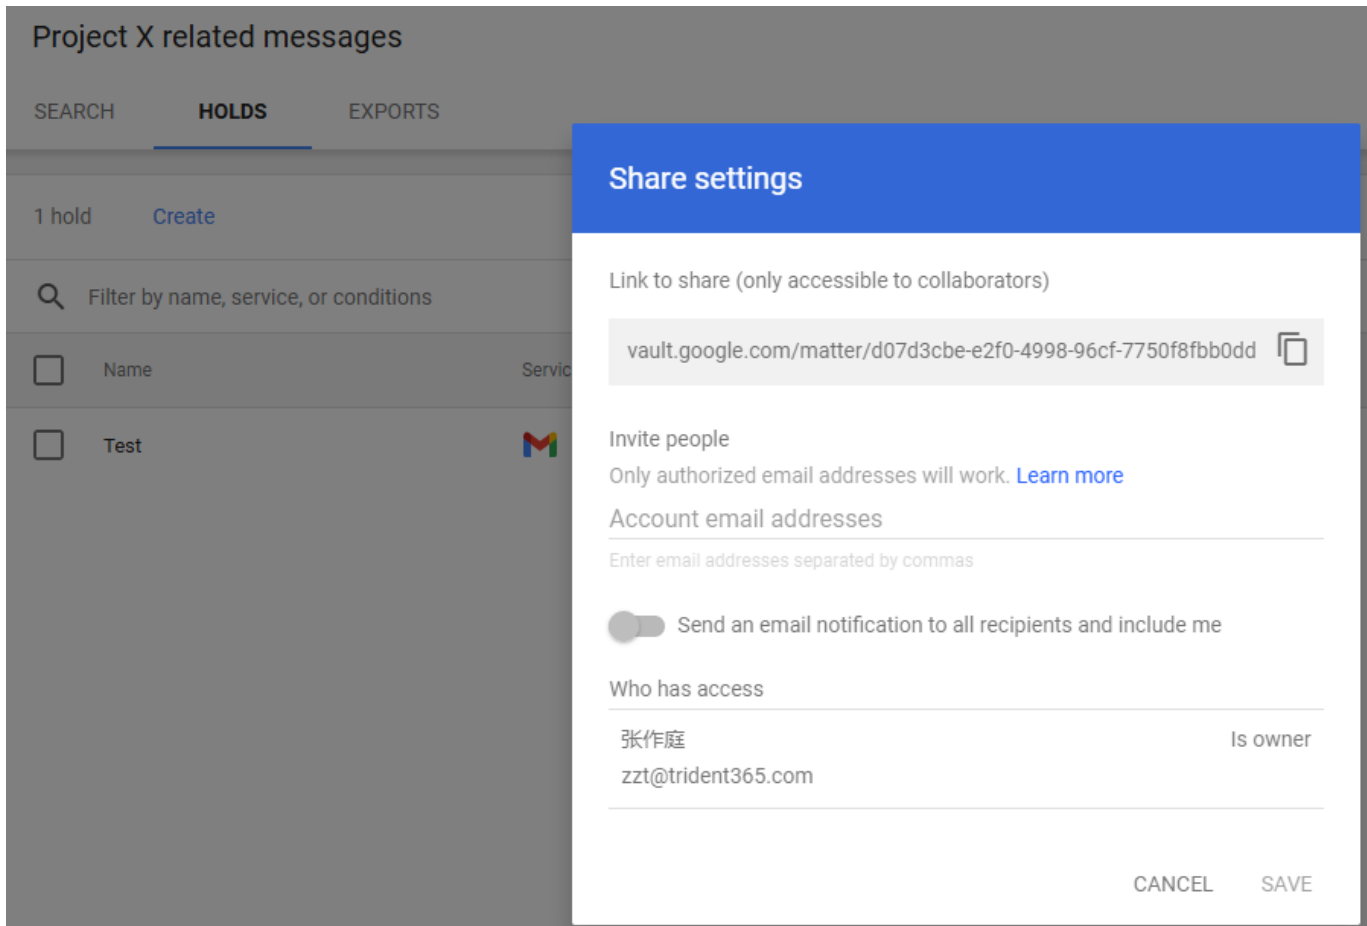 Project X related messages
SEARCH HOLDS EXPORTS
1 hold Create
Filter by name, service, or conditions
Name Servic
Test
Share settings
Link to share (only accessible to collaborators)
vault.google.com/matter/d07d3cbe-e2f0-4998-96cf-7750f8fbb0dd
Invite people
Only authorized email addresses will work. Learn more
Account email addresses
Enter email addresses separated by commas
Send an email notification to all recipients and include me
Who has access
张作庭 Is owner
zzt@trident365.com
CANCEL SAVE